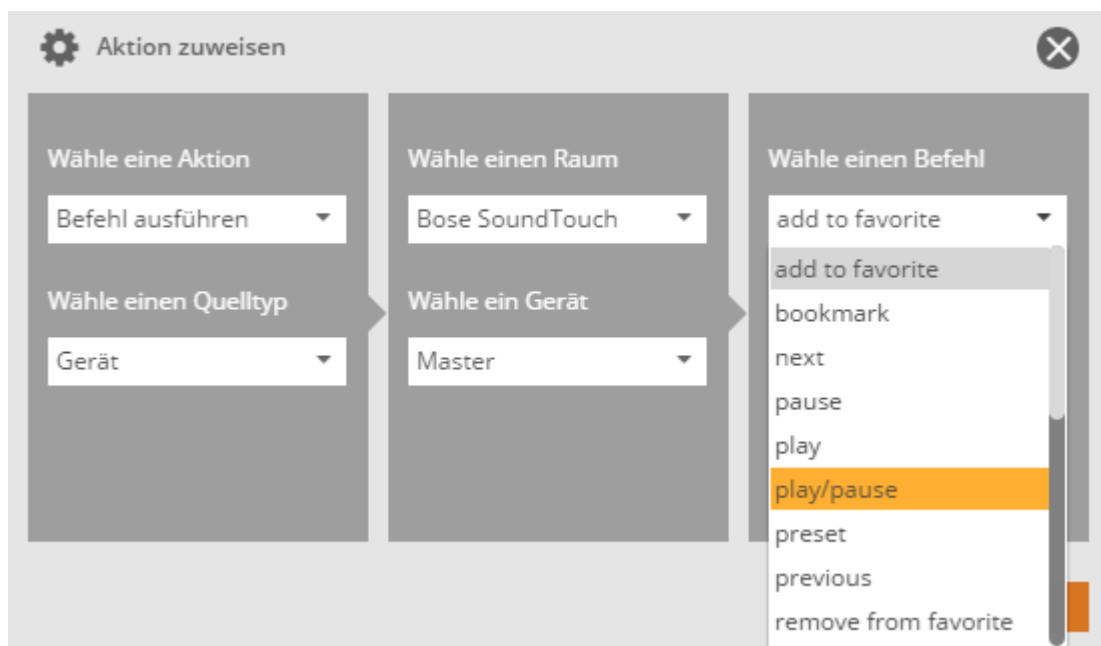 Aktion zuweisen
Wähle eine Aktion
Befehl ausführen
Wähle einen Quelltyp
Gerät
Wähle einen Raum
Bose SoundTouch
Wähle ein Gerät
Master
Wähle einen Befehl
add to favorite
add to favorite
bookmark
next
pause
play
play/pause
preset
previous
remove from favorite